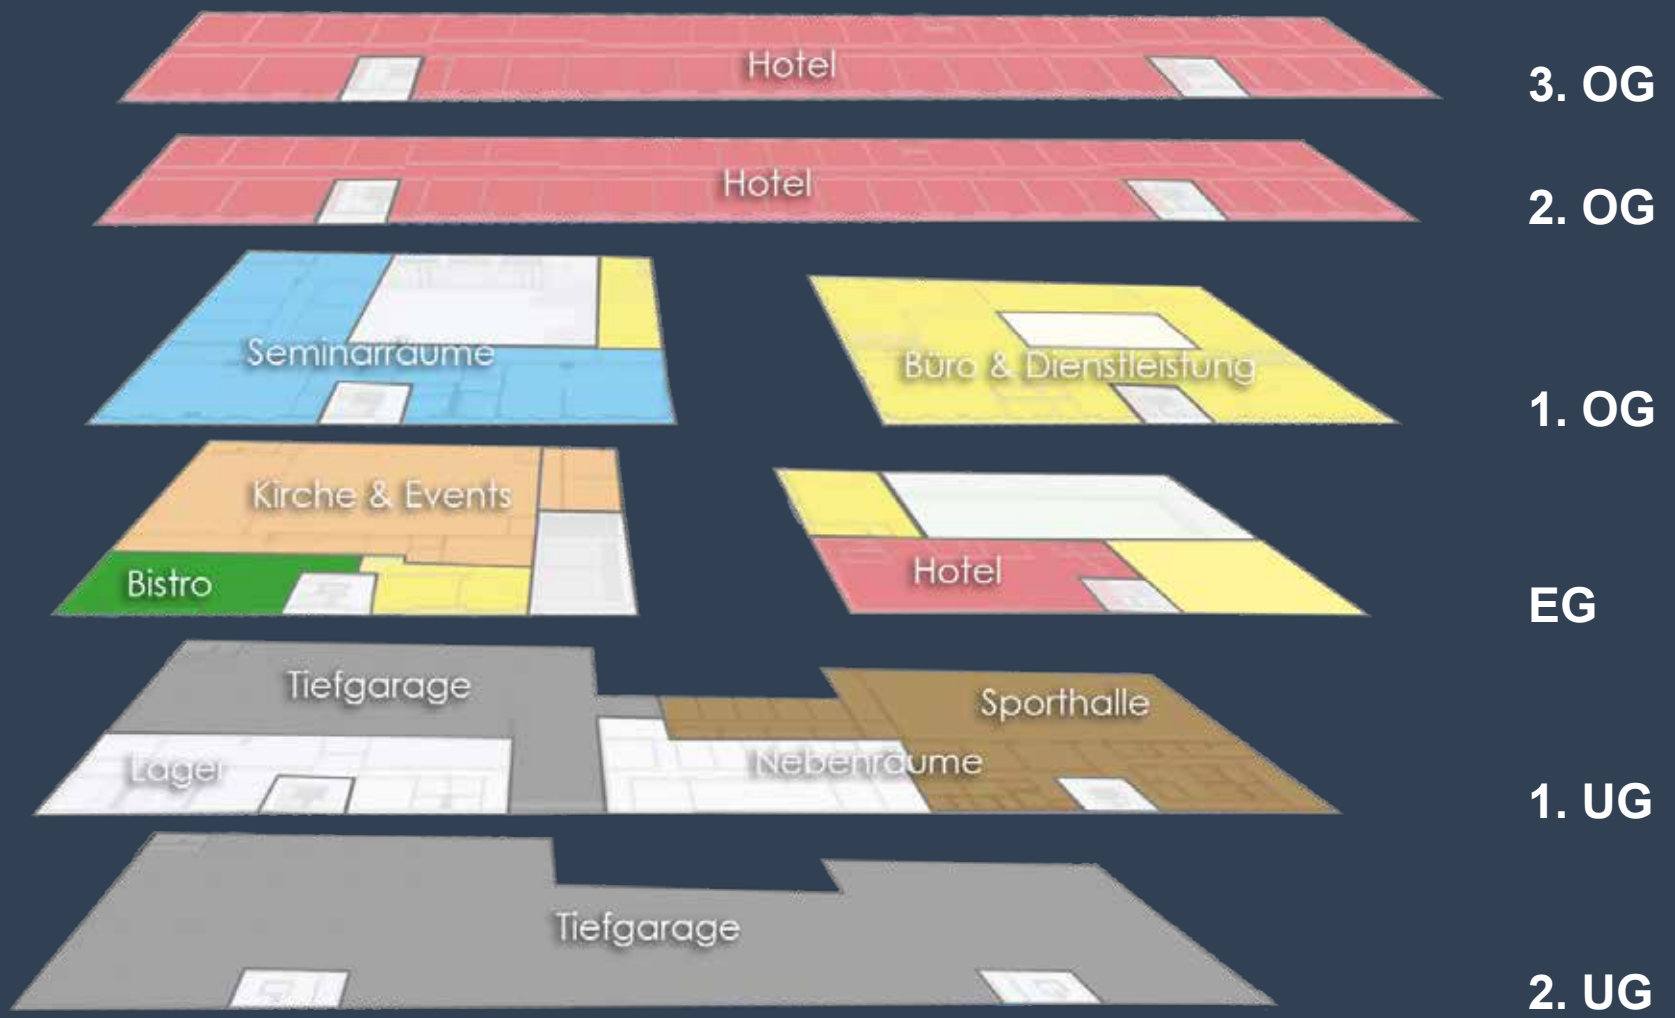 Hotel
3. OG
Hotel
2. OG
Seminarräume
Büro & Dienstleistung
1. OG
Kirche & Events
Bistro
Hotel
EG
Tiefgarage
Sporthalle
Lager
Nebenräume
1. UG
Tiefgarage
2. UG